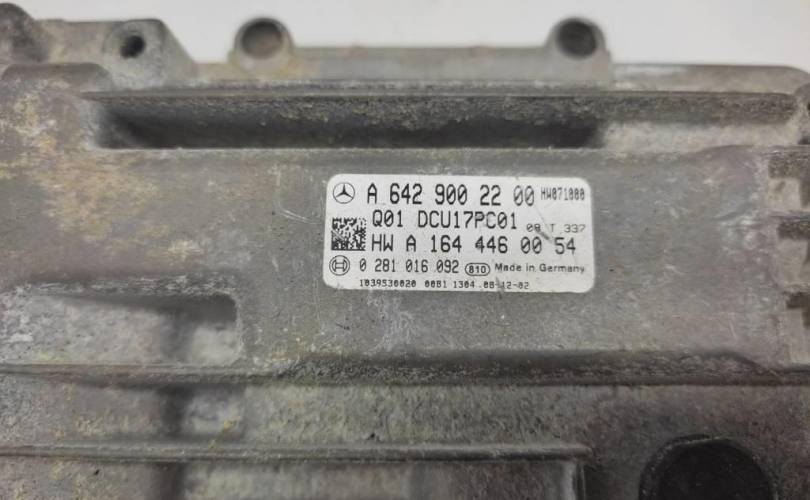 A 642 900 22 00 HW071000
Q01 DCU17PC01 08 T 337
HW A 164 446 00 54
0 281 016 092 810 Made in Germany
1039S30020 0081 1304 .08-12-02